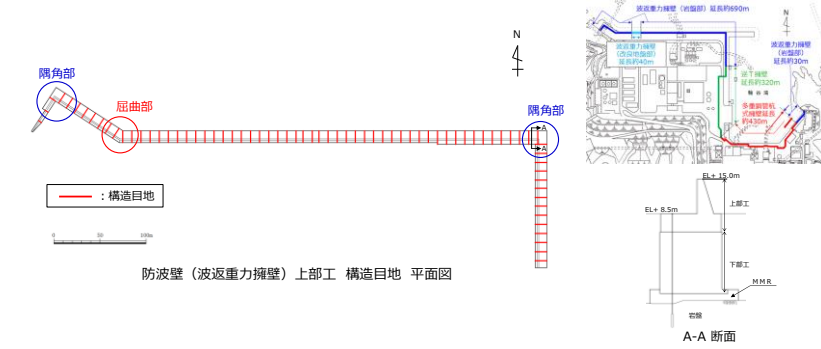 隅角部
屈曲部
隅角部
N
A
A
：構造目地
0 50 100m
防波壁（波返重力擁壁）上部工 構造目地 平面図
波返重力擁壁（岩盤部）延長約690m
N
波返重力擁壁
（改良地盤部）
延長約40m
波返重力擁壁
（岩盤部）
延長約30m
逆T擁壁
延長約320m
輪谷湾
多重鋼管杭
式擁壁延長
約430m
EL+ 15.0m
上部工
EL+ 8.5m
下部工
MMR
岩盤
A-A 断面